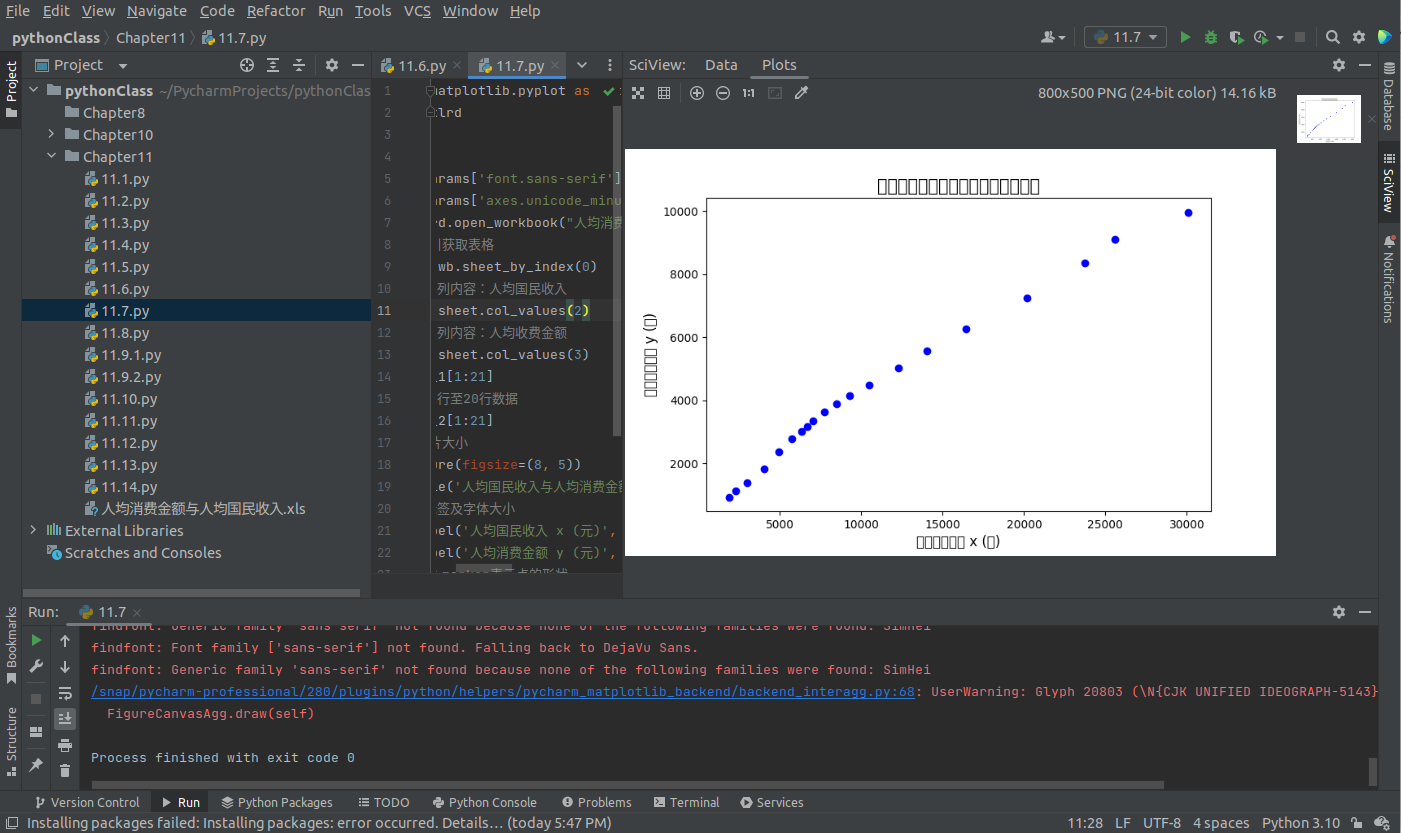 File Edit View Navigate Code Refactor Run Tools VCS Window Help
pythonClass Chapter11 11.7.py
11.7
Project
Project
11.6.py
11.7.py
SciView: Data Plots
pythonClass ~/PycharmProjects/pythonClas
Chapter8
Chapter10
Chapter11
11.1.py
11.2.py
11.3.py
11.4.py
11.5.py
11.6.py
11.7.py
11.8.py
11.9.1.py
11.9.2.py
11.10.py
11.11.py
11.12.py
11.13.py
11.14.py
人均消费金额与人均国民收入.xls
External Libraries
Scratches and Consoles
1 matplotlib.pyplot as
2 lrd
3
4
5 rams['font.sans-serif']
6 rams['axes.unicode_minu
7 d.open_workbook("人均消费
8 获取表格
9 wb.sheet_by_index(0)
10 列内容：人均国民收入
11 sheet.col_values(2)
12 列内容：人均收费金额
13 sheet.col_values(3)
14 1[1:21]
15 行至20行数据
16 2[1:21]
17 大小
18 re(figsize=(8, 5))
19 e('人均国民收入与人均消费金额
20 签及字体大小
21 el('人均国民收入 x (元)',
22 el('人均消费金额 y (元)',
1:1
800x500 PNG (24-bit color) 14.16 kB
10000
8000
6000
4000
2000
y
5000 10000 15000 20000 25000 30000
x
Database
SciView
Notifications
Bookmarks
Structure
Run: 11.7
findfont: Generic family 'sans-serif' not found because none of the following families were found: SimHei
findfont: Font family ['sans-serif'] not found. Falling back to DejaVu Sans.
findfont: Generic family 'sans-serif' not found because none of the following families were found: SimHei
/snap/pycharm-professional/280/plugins/python/helpers/pycharm_matplotlib_backend/backend_interagg.py:68: UserWarning: Glyph 20803 (\N{CJK UNIFIED IDEOGRAPH-5143}
FigureCanvasAgg.draw(self)
Process finished with exit code 0
Version Control Run Python Packages TODO Python Console Problems Terminal Services
Installing packages failed: Installing packages: error occurred. Details... (today 5:47 PM)
11:28 LF UTF-8 4 spaces Python 3.10